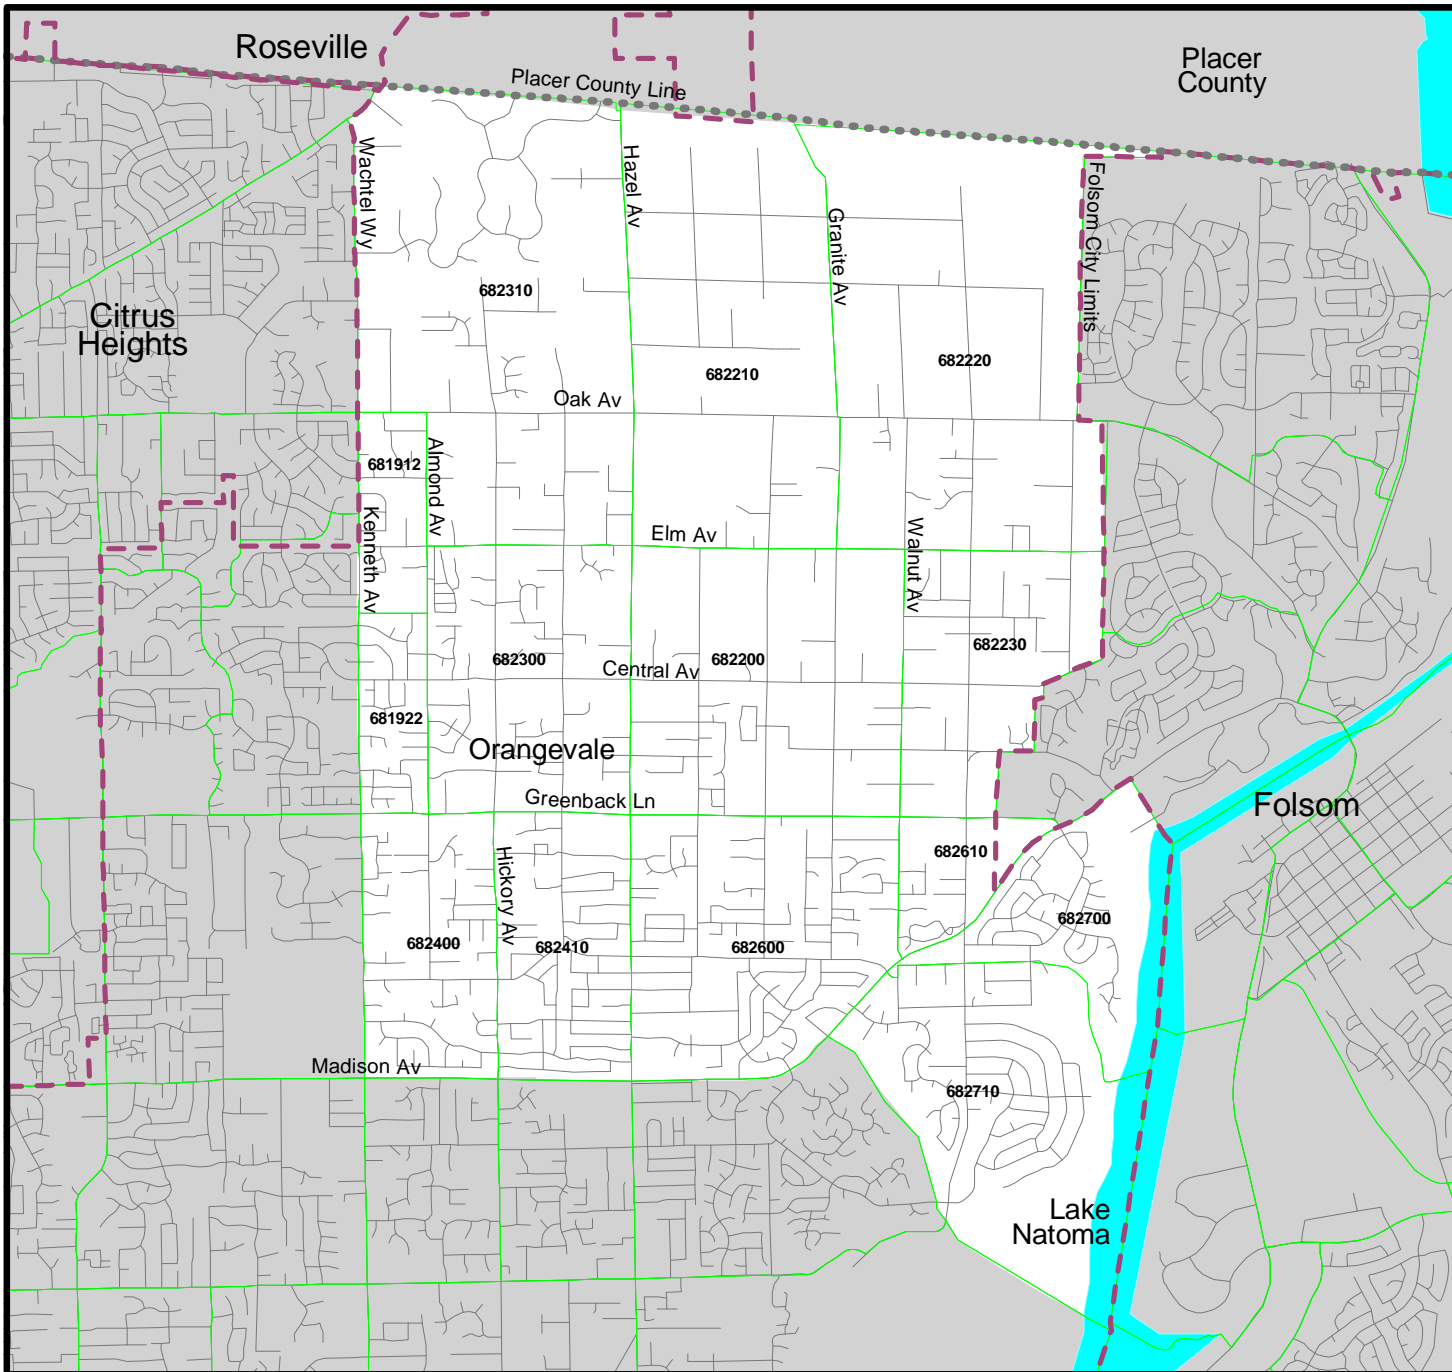 Roseville
Placer
County
Placer County Line
Wachtel Wy
Hazel Av
Granite Av
Folsom City Limits
682310
Citrus
Heights
682210
682220
Oak Av
681912
Almond Av
Kenneth Av
Elm Av
Walnut Av
682300
Central Av
682200
682230
681922
Orangevale
Greenback Ln
Folsom
Hickory Av
682610
682400
682410
682600
682700
Madison Av
682710
Lake
Natoma